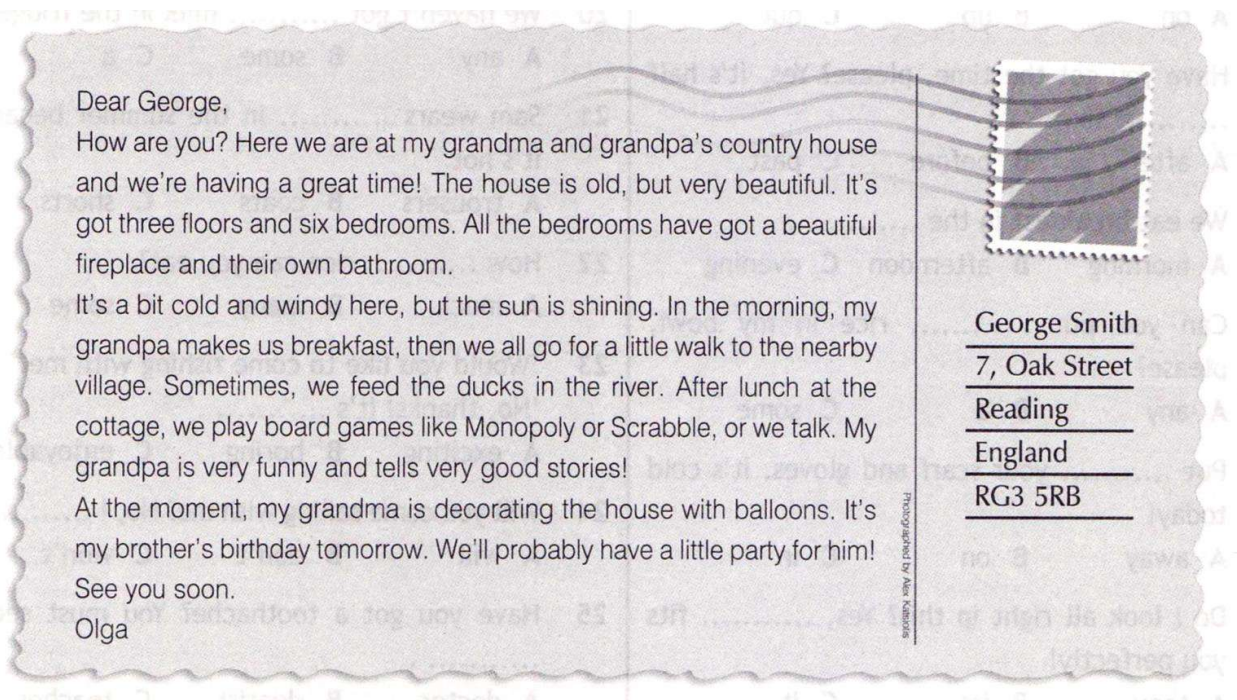 Dear George,
How are you? Here we are at my grandma and grandpa's country house
and we're having a great time! The house is old, but very beautiful. It's
got three floors and six bedrooms. All the bedrooms have got a beautiful
fireplace and their own bathroom.
It's a bit cold and windy here, but the sun is shining. In the morning, my
grandpa makes us breakfast, then we all go for a little walk to the nearby
village. Sometimes, we feed the ducks in the river. After lunch at the
cottage, we play board games like Monopoly or Scrabble, or we talk. My
grandpa is very funny and tells very good stories!
At the moment, my grandma is decorating the house with balloons. It's
my brother's birthday tomorrow. We'll probably have a little party for him!
See you soon.
Olga
Photographed by Alex
George Smith
7, Oak Street
Reading
England
RG3 5RB